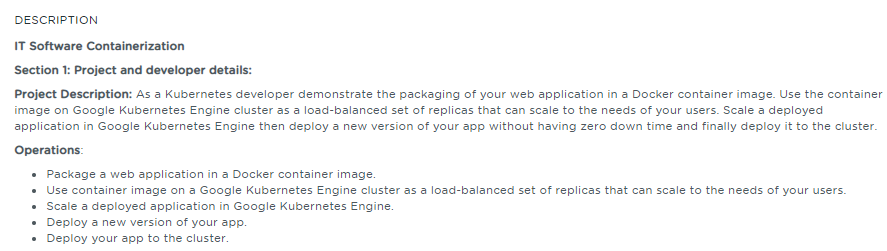 DESCRIPTION
IT Software Containerization
Section 1: Project and developer details:
Project Description: As a Kubernetes developer demonstrate the packaging of your web application in a Docker container image. Use the container
image on Google Kubernetes Engine cluster as a load-balanced set of replicas that can scale to the needs of your users. Scale a deployed
application in Google Kubernetes Engine then deploy a new version of your app without having zero down time and finally deploy it to the cluster.
Operations:
• Package a web application in a Docker container image.
• Use container image on a Google Kubernetes Engine cluster as a load-balanced set of replicas that can scale to the needs of your users.
• Scale a deployed application in Google Kubernetes Engine.
• Deploy a new version of your app.
• Deploy your app to the cluster.